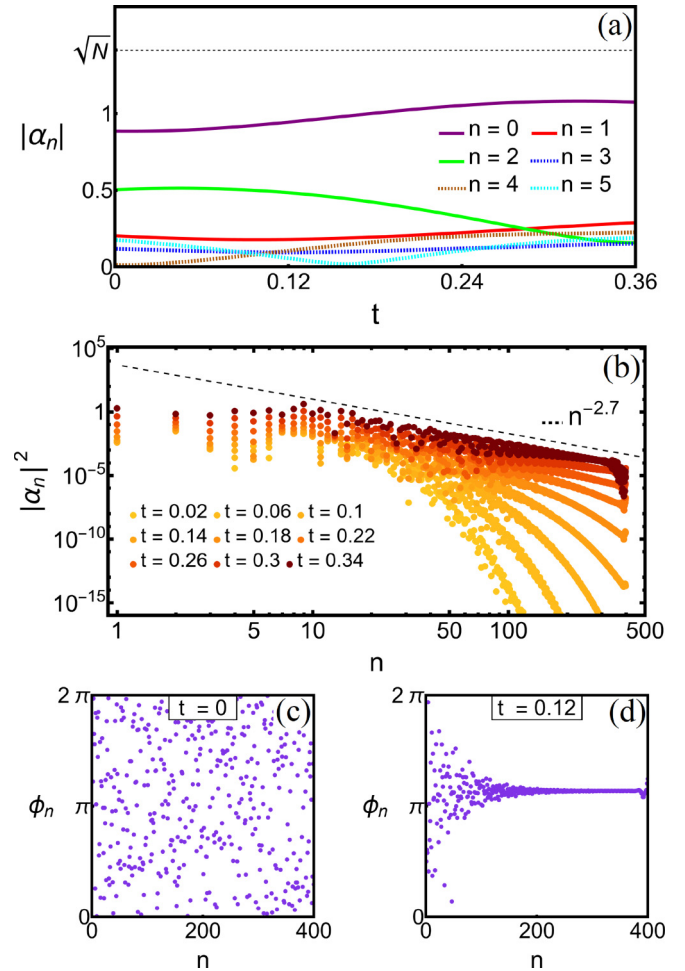 (a)
√N
1
0.5
0
|αₙ|
n = 0
n = 1
n = 2
n = 3
n = 4
n = 5
0
0.12
0.24
0.36
t
(b)
10⁵
1
10⁻⁵
10⁻¹⁰
10⁻¹⁵
|αₙ|²
n⁻²·⁷
t = 0.02
t = 0.06
t = 0.1
t = 0.14
t = 0.18
t = 0.22
t = 0.26
t = 0.3
t = 0.34
1
5
10
50
100
500
n
(c)
t = 0
2 π
π
0
ϕₙ
0
200
400
n
(d)
t = 0.12
2 π
π
0
ϕₙ
0
200
400
n